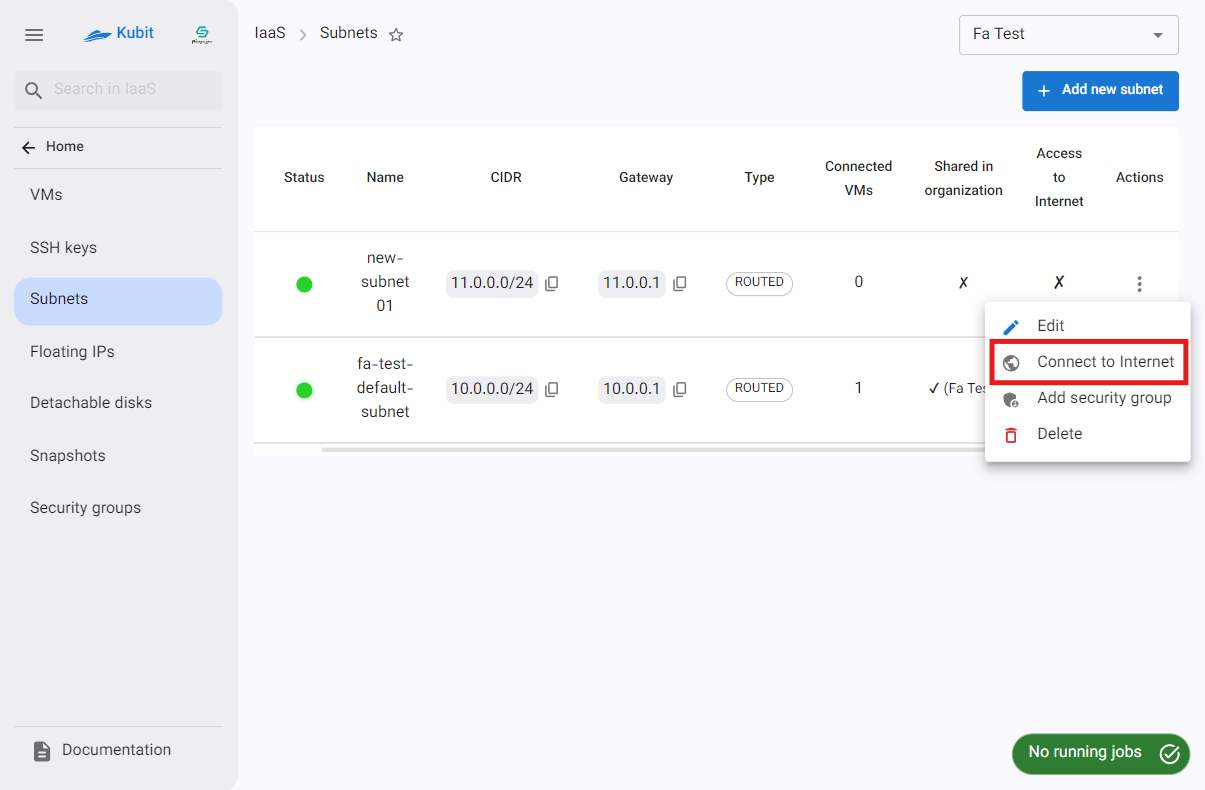 Kubit
IaaS
Subnets
Fa Test
Search in IaaS
Add new subnet
Home
VMs
SSH keys
Subnets
Floating IPs
Detachable disks
Snapshots
Security groups
Documentation
Status
Name
CIDR
Gateway
Type
Connected
VMs
Shared in
organization
Access
to
Internet
Actions
new-
subnet
01
11.0.0.0/24
11.0.0.1
ROUTED
0
✗
✗
fa-test-
default-
subnet
10.0.0.0/24
10.0.0.1
ROUTED
1
✓ (Fa Tes
Edit
Connect to Internet
Add security group
Delete
No running jobs